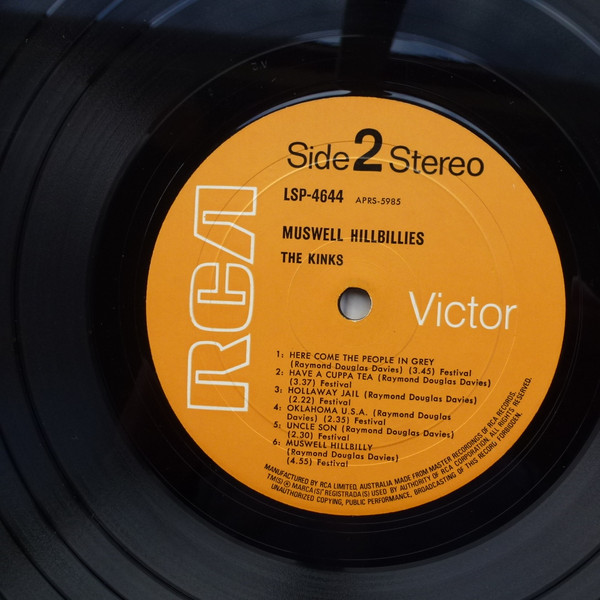 Side 2 Stereo
LSP-4644 APRS-5985
MUSWELL HILLBILLIES
THE KINKS
RCA
Victor
1: HERE COME THE PEOPLE IN GREY
(Raymond Douglas Davies) (3.45) Festival
2: HAVE A CUPPA TEA (Raymond Douglas Davies)
(3.37) Festival
3: HOLLAWAY JAIL (Raymond Douglas Davies)
(2.22) Festival
4: OKLAHOMA U.S.A. (Raymond Douglas
Davies) (2.35) Festival
5: UNCLE SON (Raymond Douglas Davies)
(2.30) Festival
6: MUSWELL HILLBILLY
(Raymond Douglas Davies)
(4.55) Festival
MANUFACTURED BY RCA LIMITED, AUSTRALIA MADE FROM MASTER RECORDINGS OF RCA RECORDS.
TM(S) ® MARCA(S) REGISTRADA(S) USED BY AUTHORITY OF RCA CORPORATION. ALL RIGHTS RESERVED.
UNAUTHORIZED COPYING, PUBLIC PERFORMANCE, BROADCASTING OF THIS RECORD FORBIDDEN.